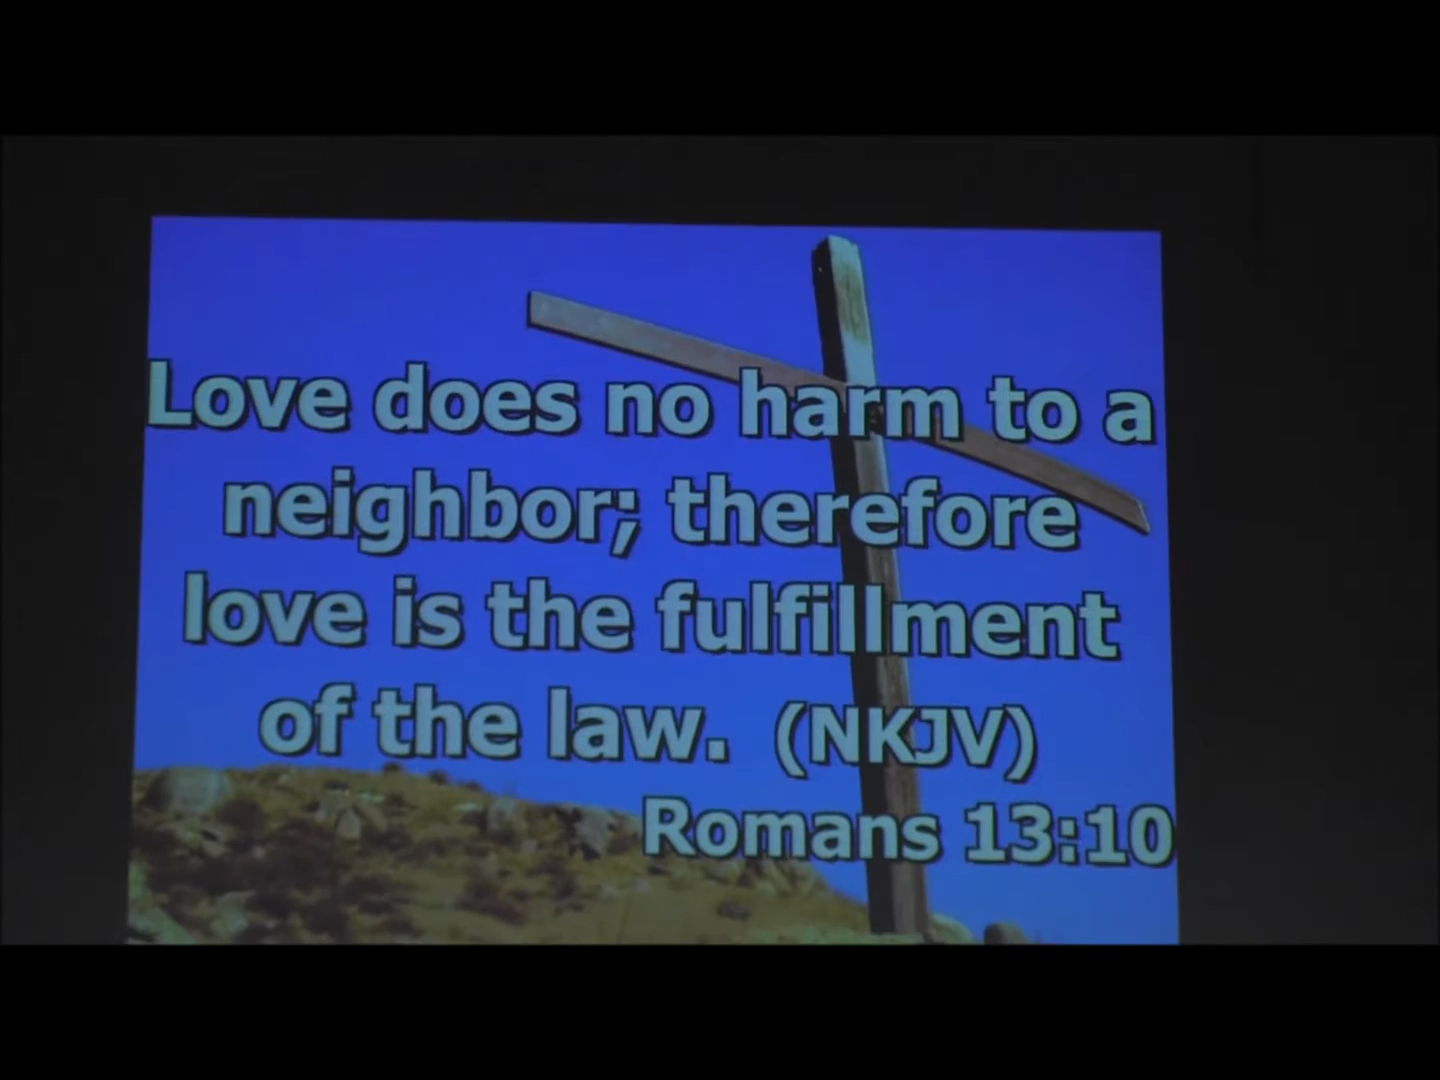 Love does no harm to a
neighbor; therefore
love is the fulfillment
of the law. (NKJV)
Romans 13:10